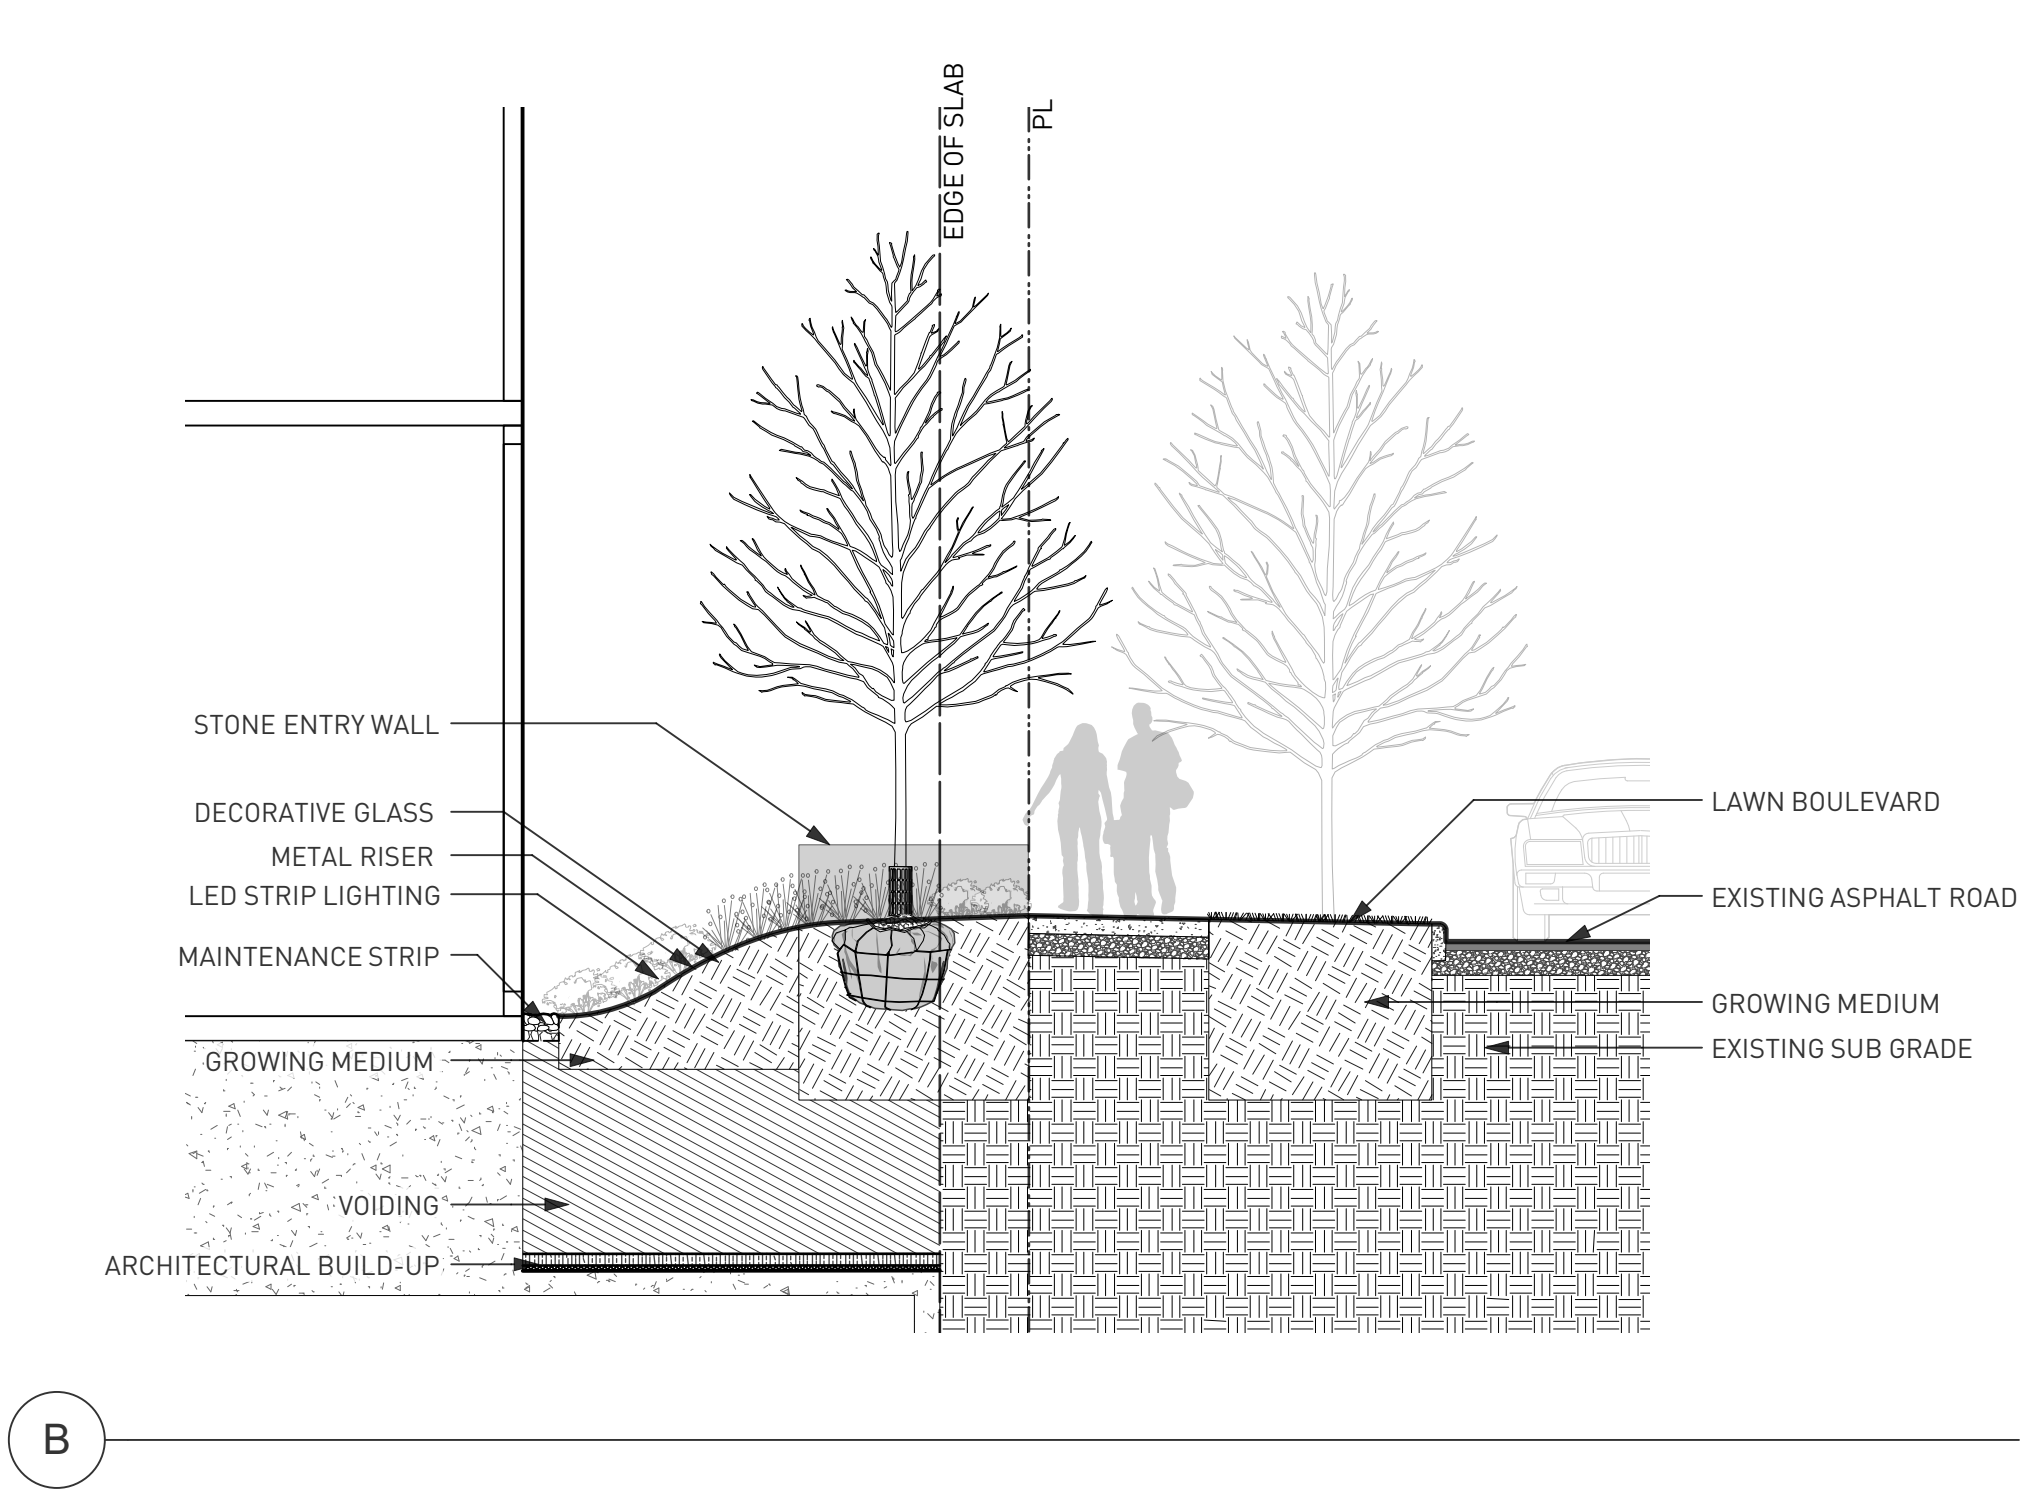 EDGE OF SLAB
PL
STONE ENTRY WALL
DECORATIVE GLASS
METAL RISER
LED STRIP LIGHTING
MAINTENANCE STRIP
GROWING MEDIUM
VOIDING
ARCHITECTURAL BUILD-UP
LAWN BOULEVARD
EXISTING ASPHALT ROAD
GROWING MEDIUM
EXISTING SUB GRADE
B